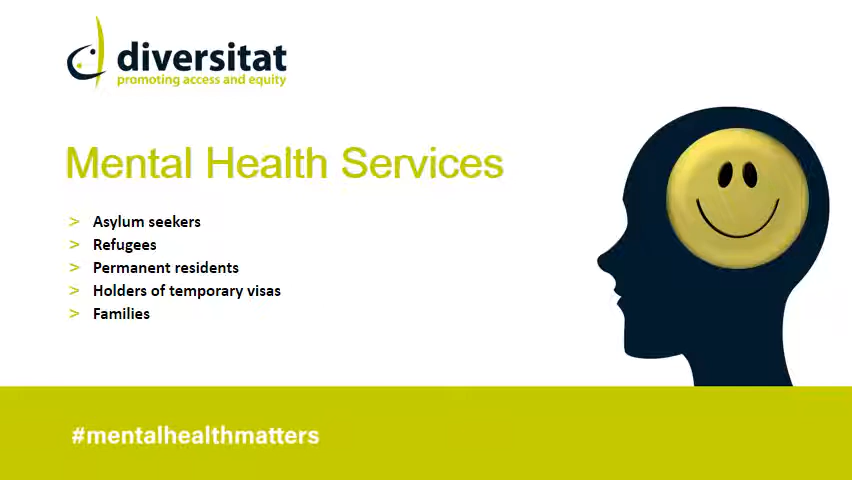 diversitat
promoting access and equity
Mental Health Services
> Asylum seekers
> Refugees
> Permanent residents
> Holders of temporary visas
> Families
#mentalhealthmatters